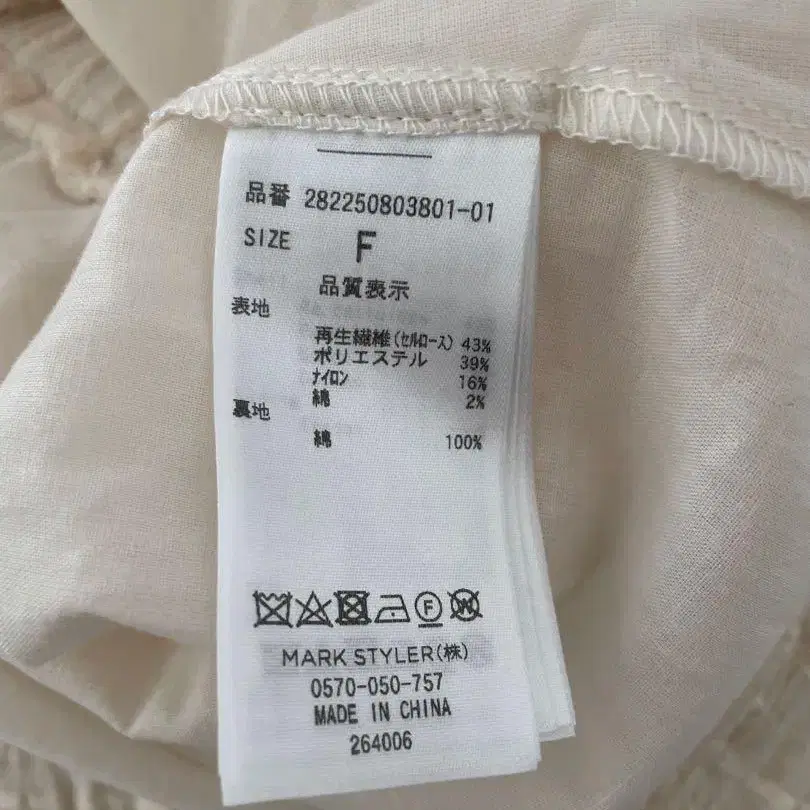 品番 282250803801-01
SIZE F
品質表示
表地
再生繊維(セルロース) 43%
ポリエステル 39%
ナイロン 16%
綿 2%
裏地
綿 100%
F W
MARK STYLER(株)
0570-050-757
MADE IN CHINA
264006